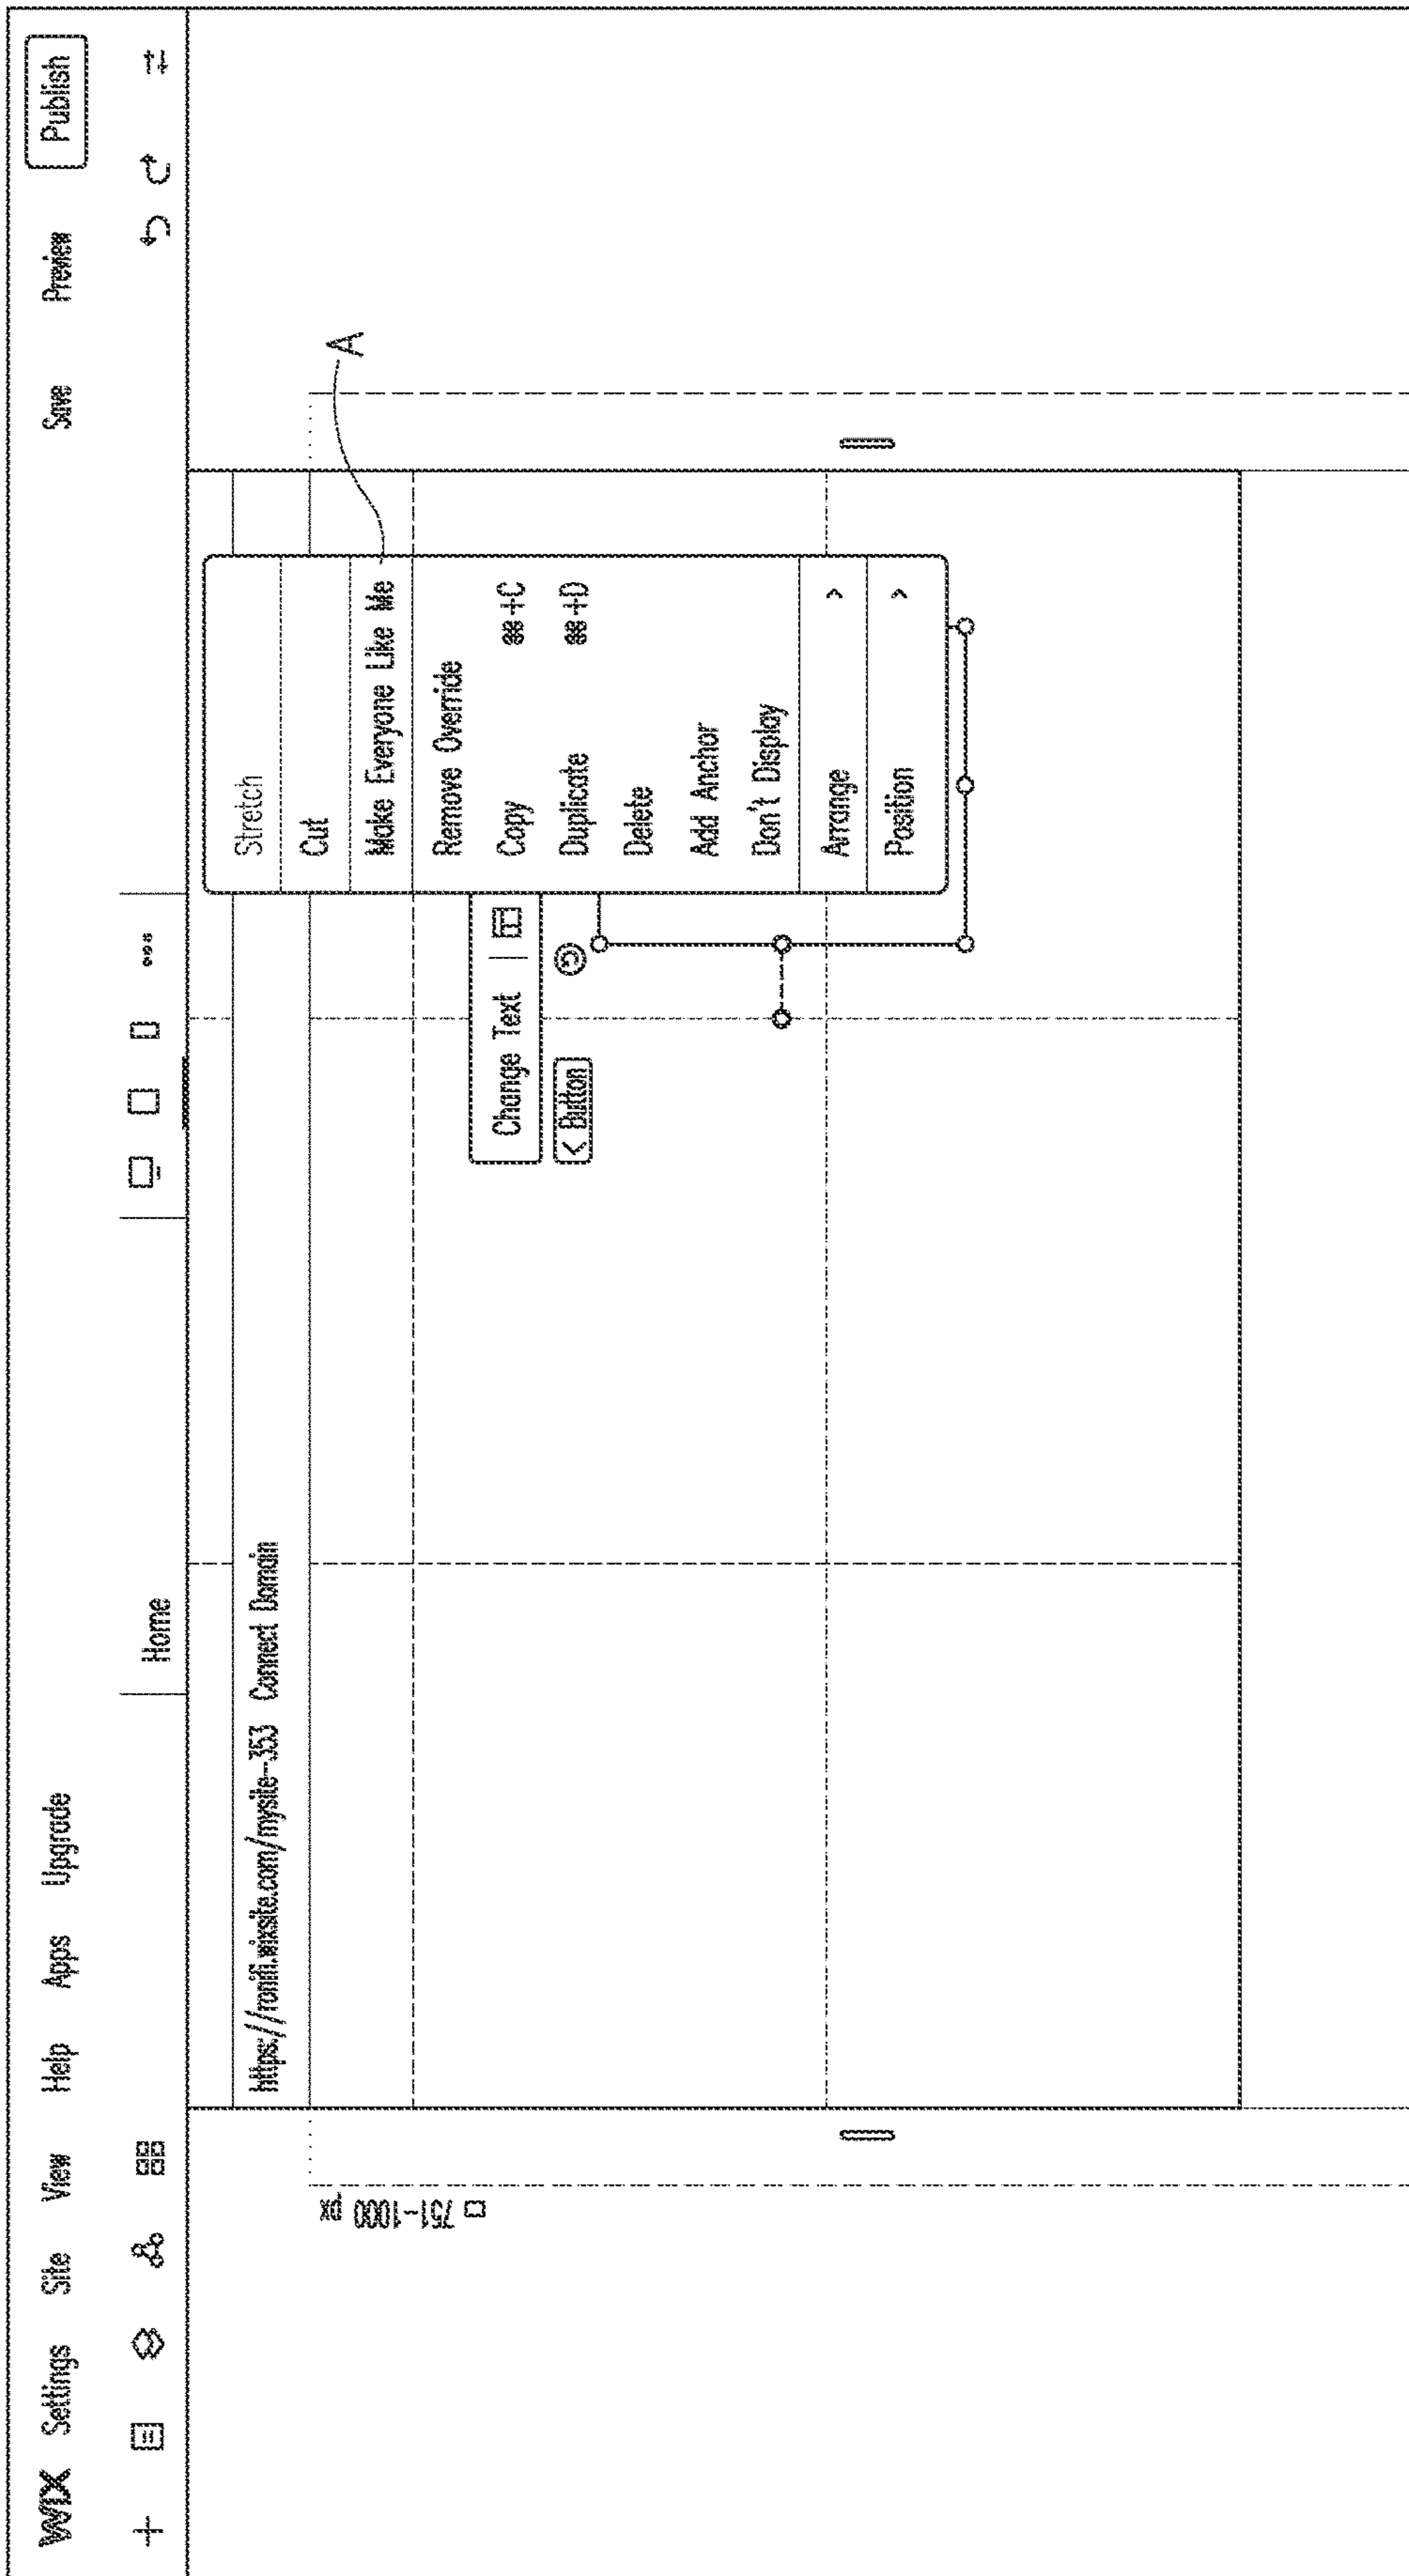 WIX Settings Site View Help Apps Upgrade Save Preview Publish
Home
https://ronifi.wixsite.com/mysite-353 Connect Domain
751-1000 px
Stretch
Cut
Make Everyone Like Me
A
Remove Override
Copy ⌘+C
Duplicate ⌘+D
Delete
Add Anchor
Don't Display
Arrange >
Position >
Change Text
< Button